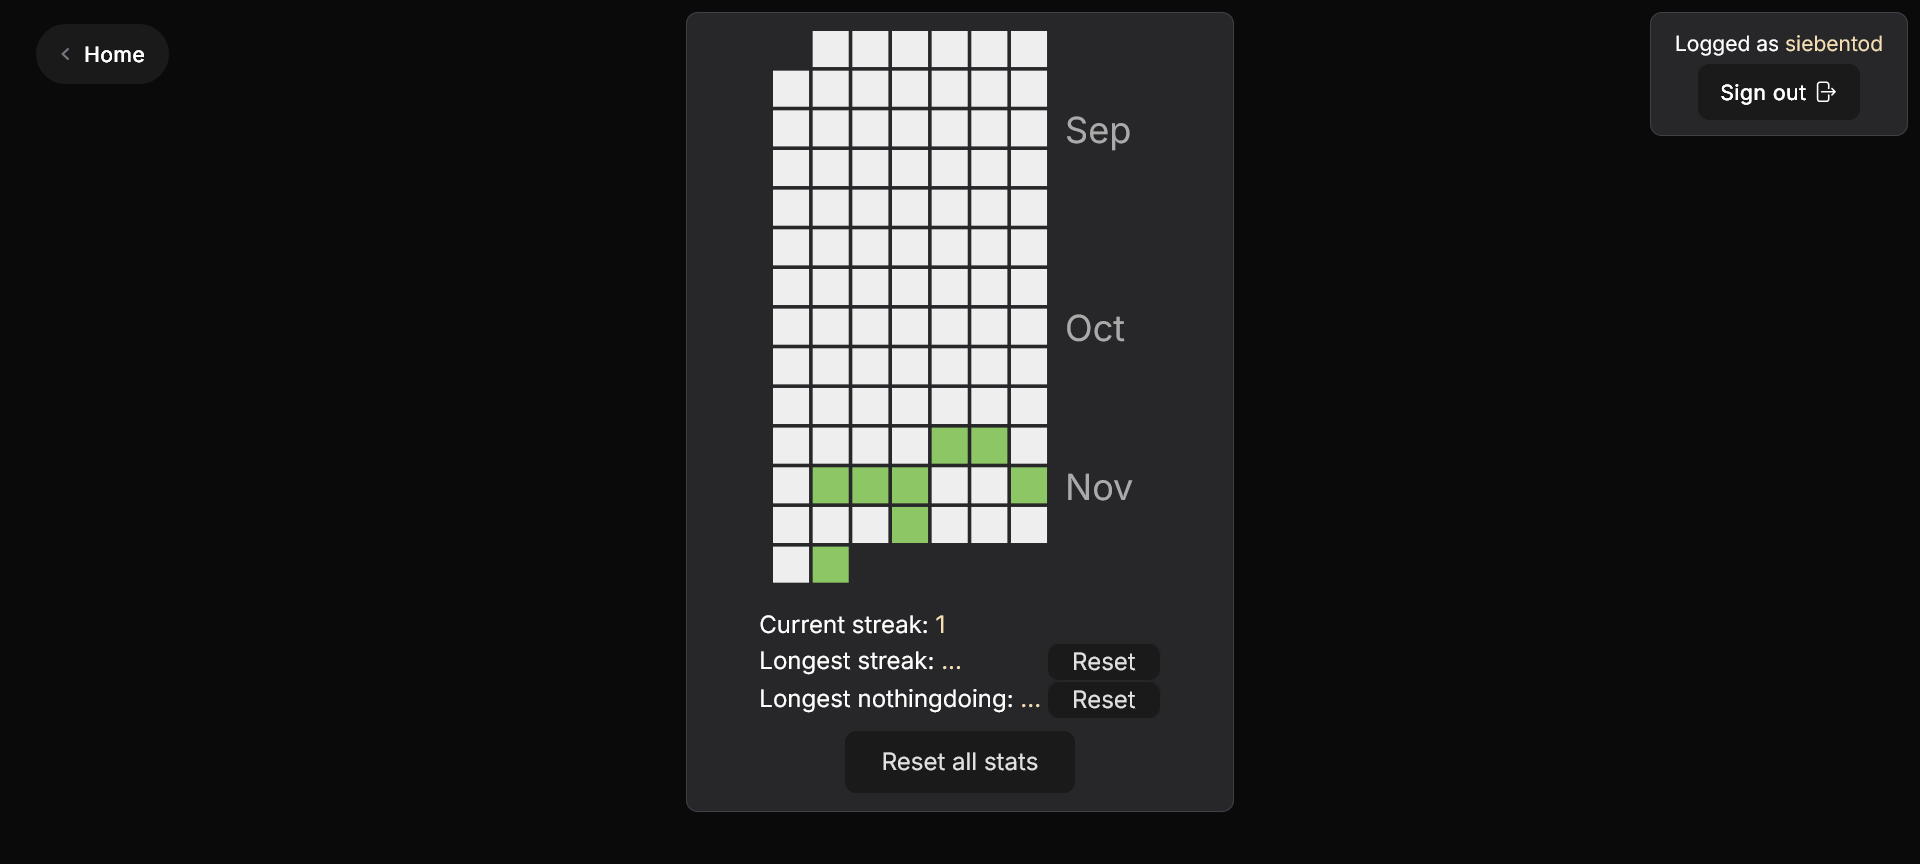 Home
Logged as siebentod
Sign out
Sep
Oct
Nov
Current streak: 1
Longest streak: ...
Reset
Longest nothingdoing: ...
Reset
Reset all stats